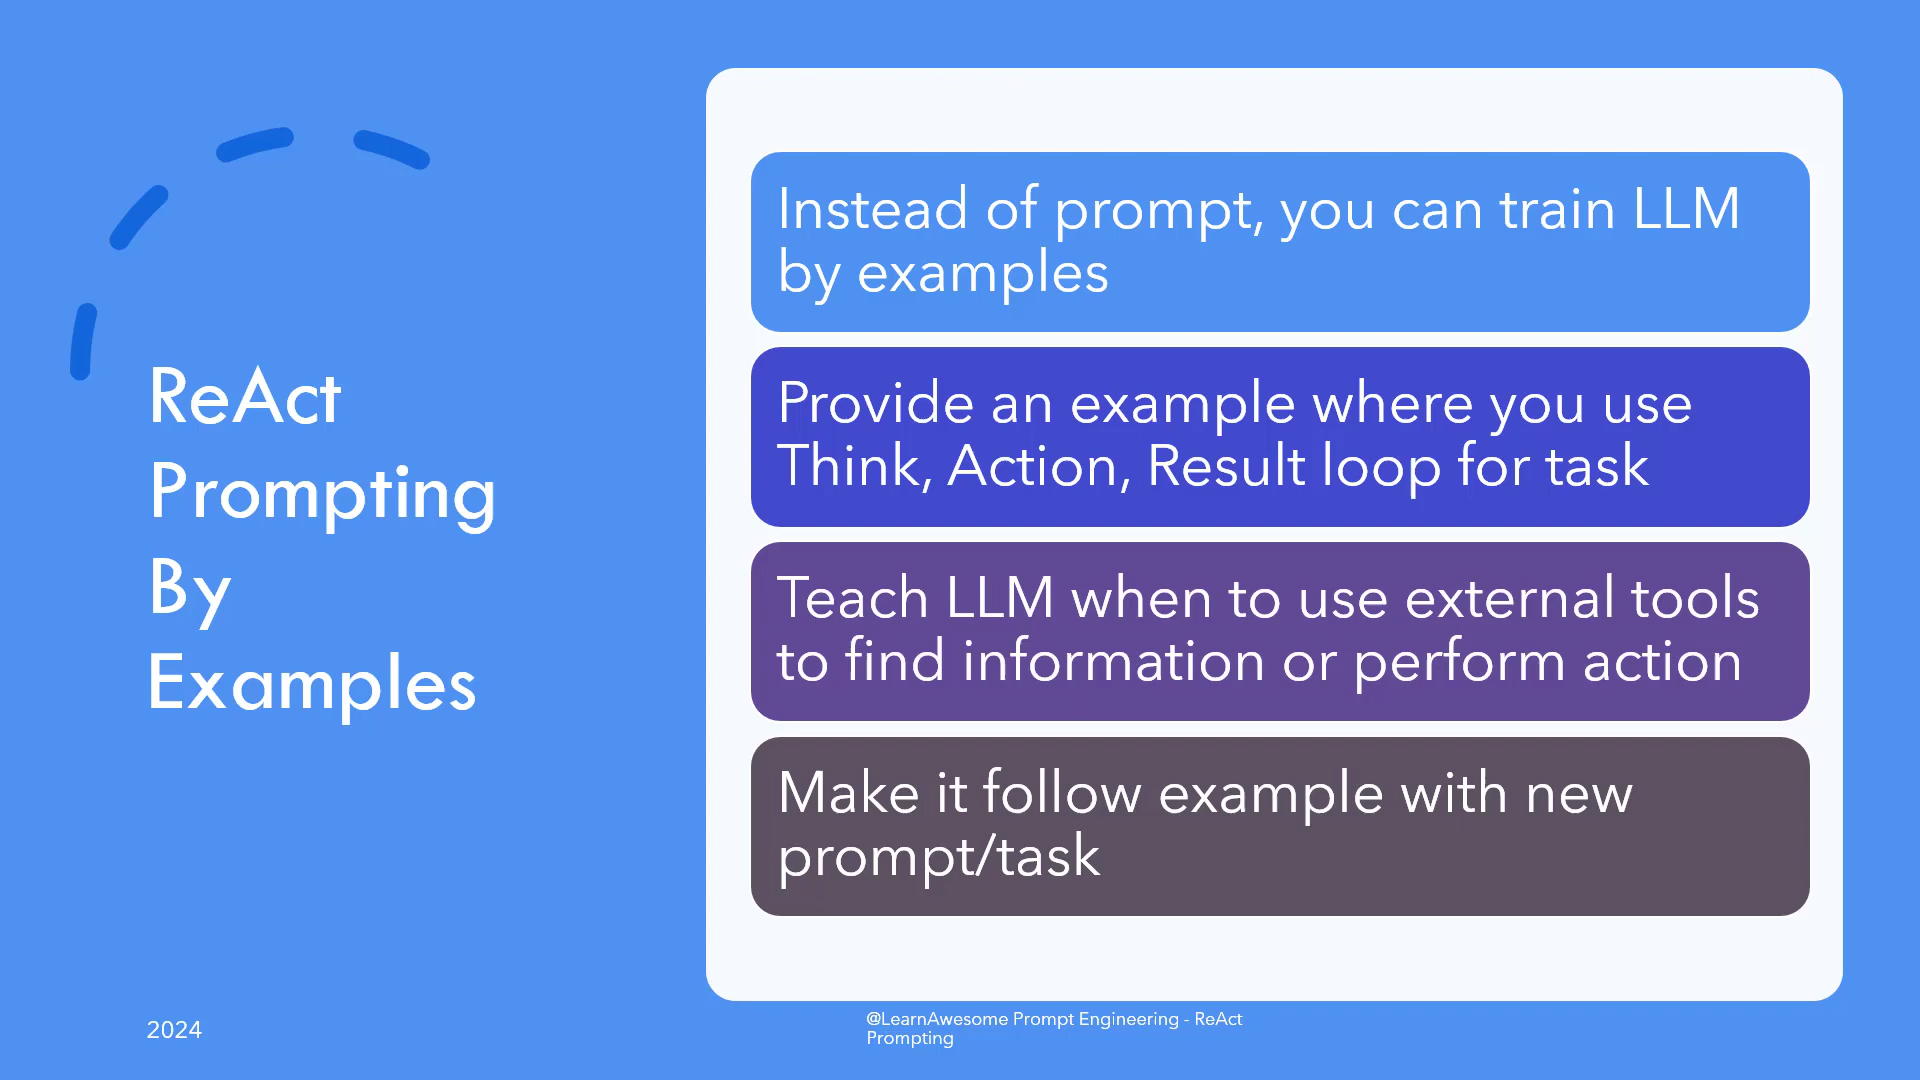 ReAct
Prompting
By
Examples
Instead of prompt, you can train LLM
by examples
Provide an example where you use
Think, Action, Result loop for task
Teach LLM when to use external tools
to find information or perform action
Make it follow example with new
prompt/task
2024
@LearnAwesome Prompt Engineering - ReAct
Prompting